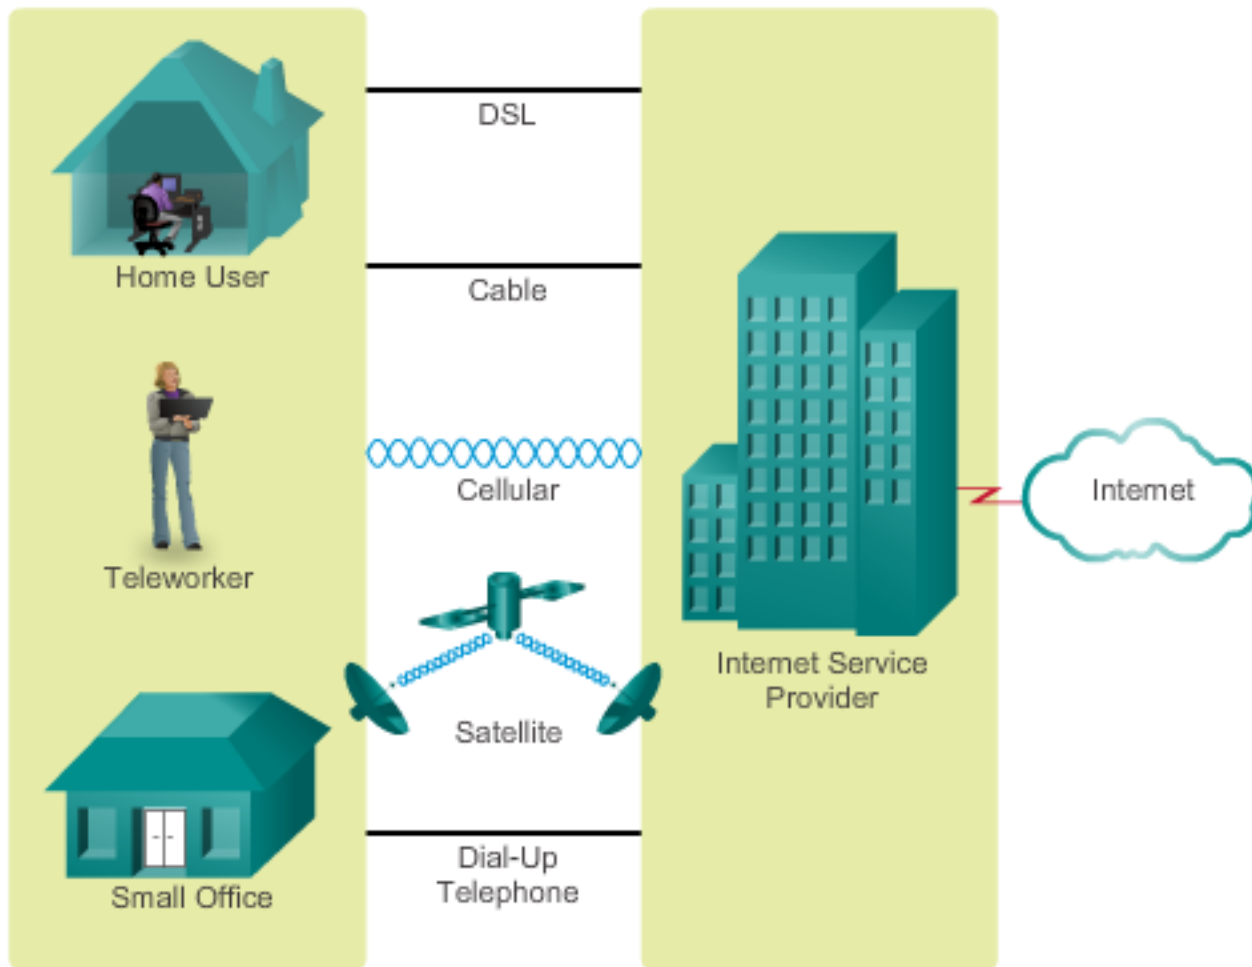 DSL
Home User
Cable
Cellular
Internet
Teleworker
Internet Service
Provider
Satellite
Dial-Up
Telephone
Small Office